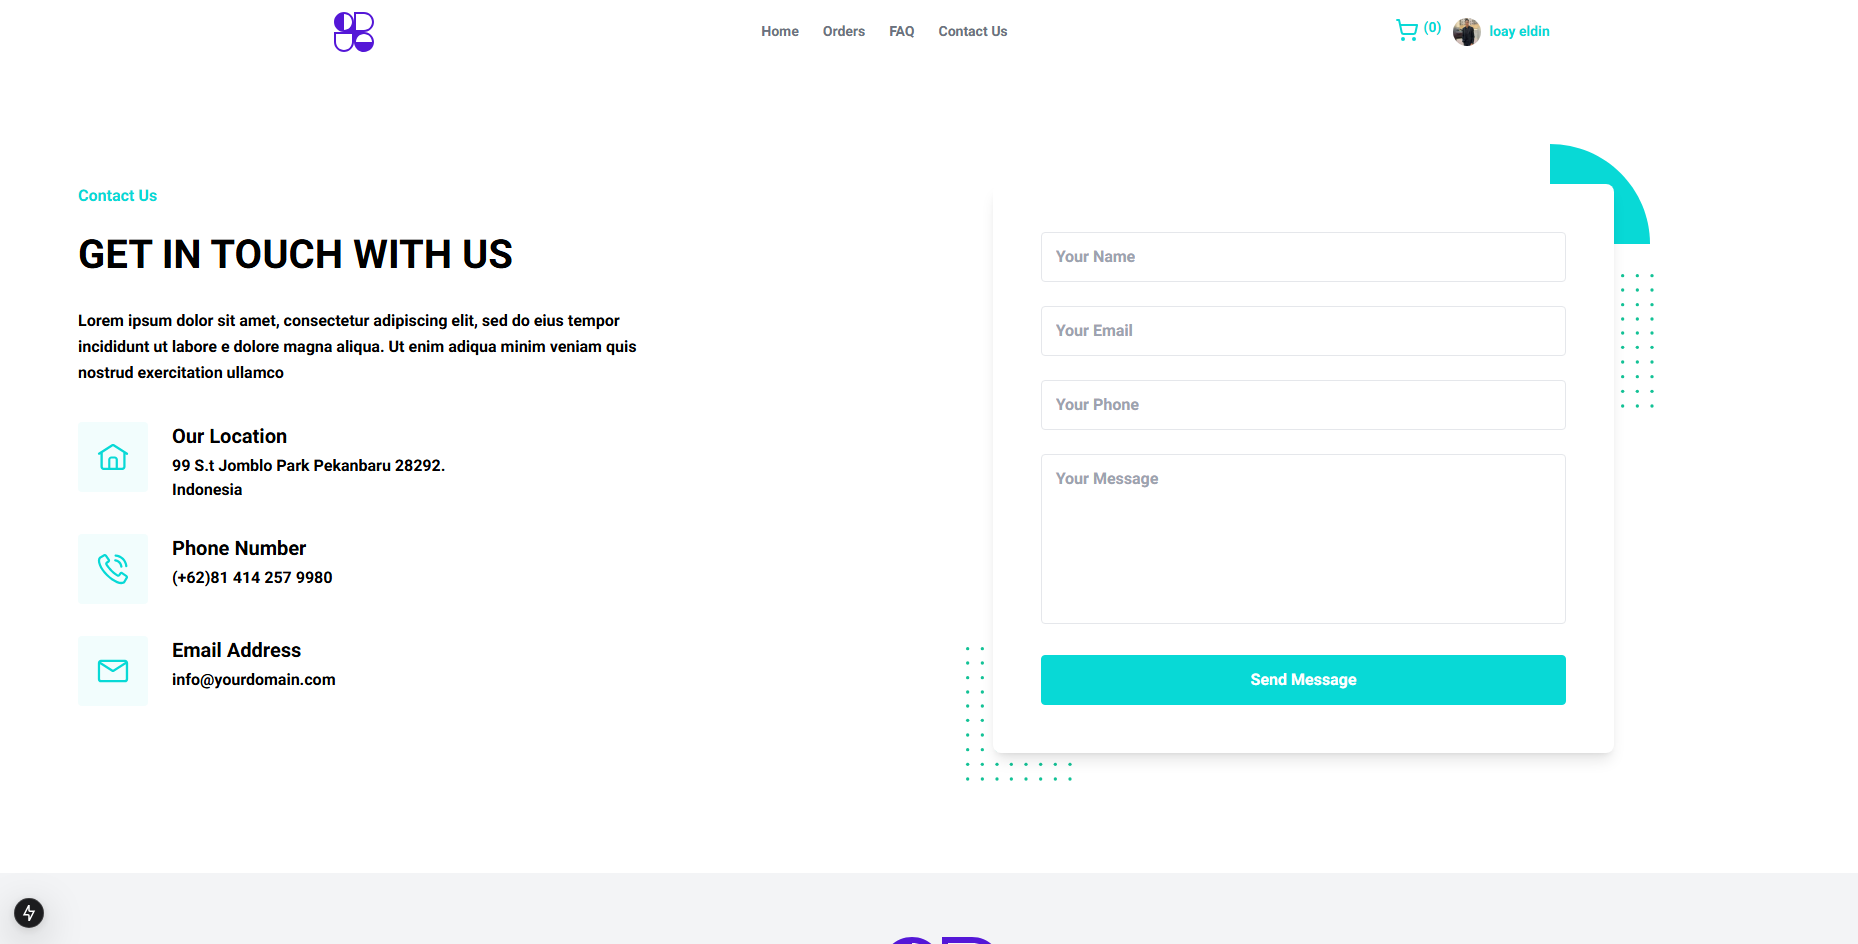 Home Orders FAQ Contact Us (0) loay eldin
Contact Us
GET IN TOUCH WITH US
Lorem ipsum dolor sit amet, consectetur adipiscing elit, sed do eius tempor
incididunt ut labore e dolore magna aliqua. Ut enim adiqua minim veniam quis
nostrud exercitation ullamco
Our Location
99 S.t Jomblo Park Pekanbaru 28292.
Indonesia
Phone Number
(+62)81 414 257 9980
Email Address
info@yourdomain.com
Your Name
Your Email
Your Phone
Your Message
Send Message